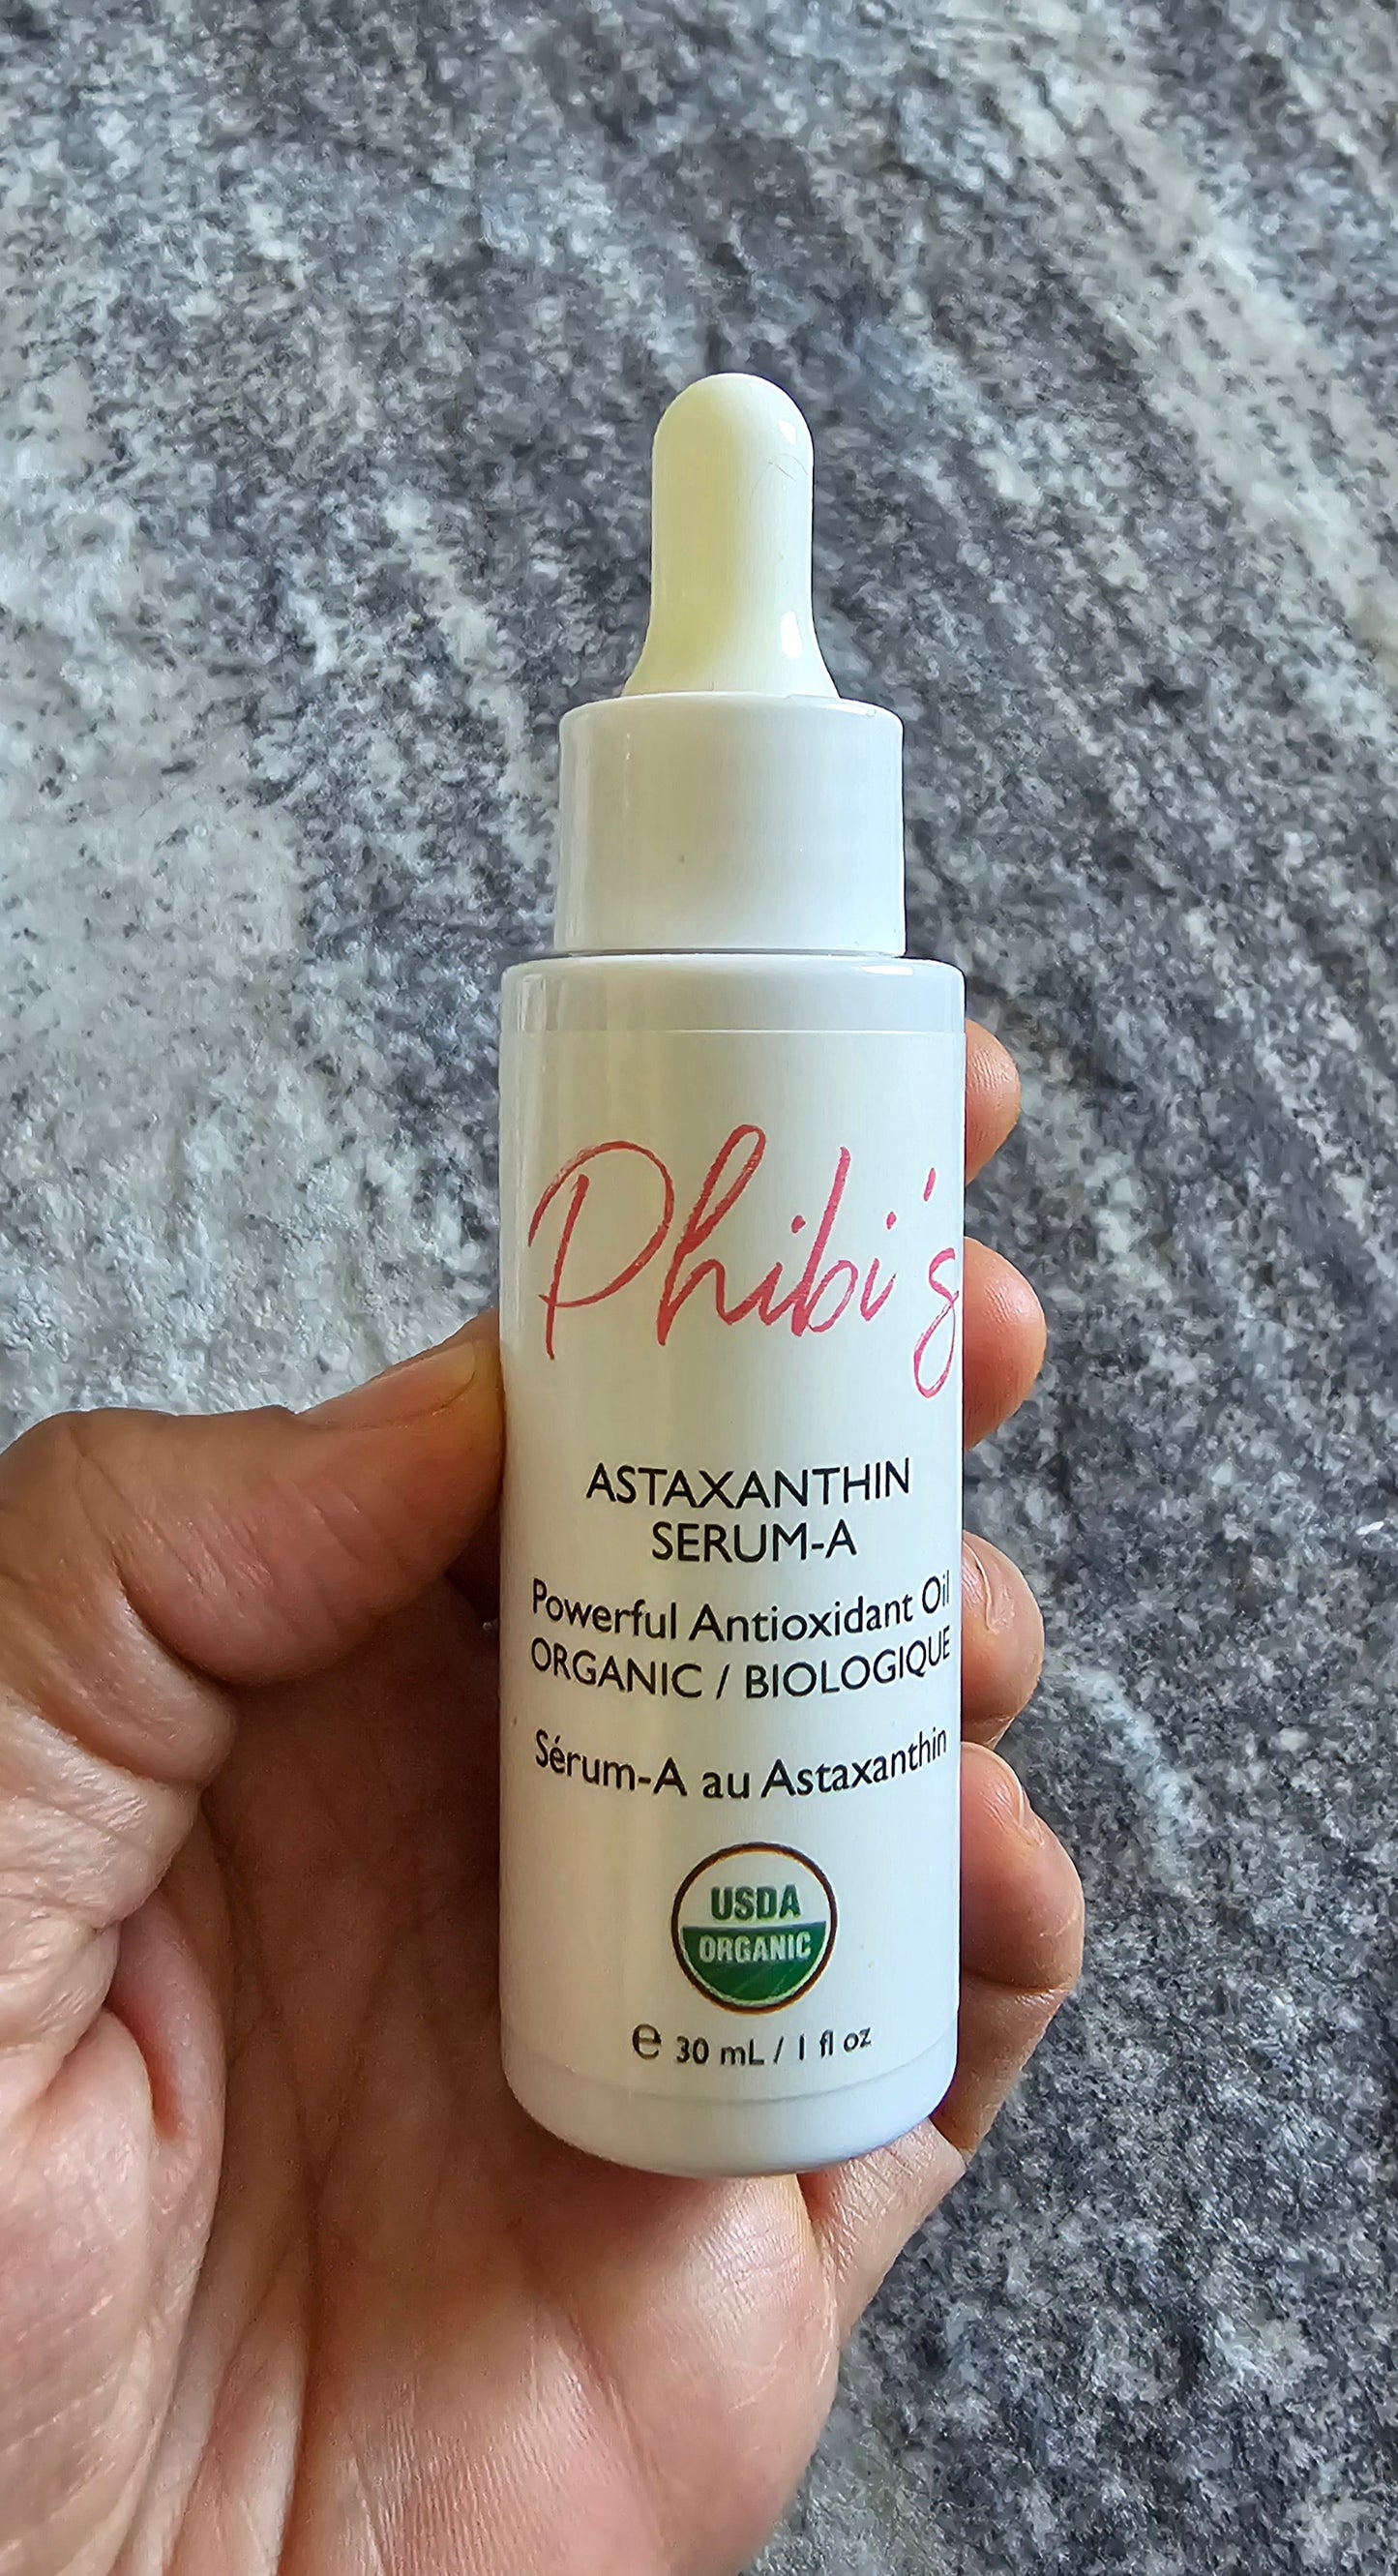 Phibi's
ASTAXANTHIN
SERUM-A
Powerful Antioxidant Oil
ORGANIC / BIOLOGIQUE
Sérum-A au Astaxanthin
USDA
ORGANIC
℮ 30 mL / 1 fl oz